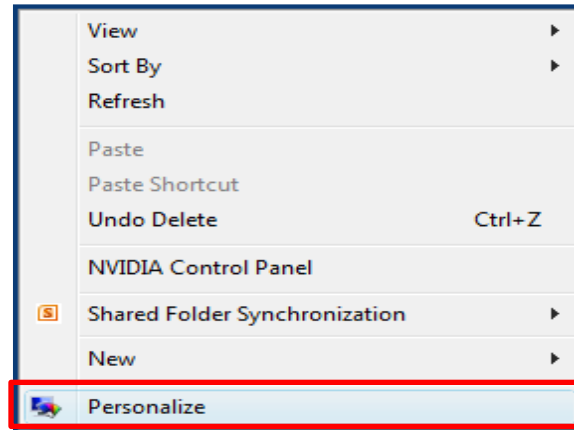 View
Sort By
Refresh
Paste
Paste Shortcut
Undo Delete Ctrl+Z
NVIDIA Control Panel
S Shared Folder Synchronization
New
Personalize